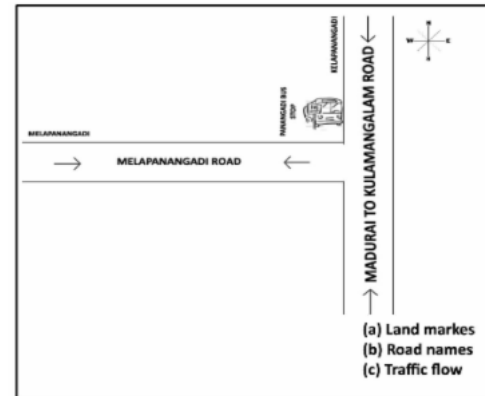 N
W
E
S
KELAPANANGADI
PANANGADI BUS
STOP
MADURAI TO KULAMANGALAM ROAD
MELAPANANGADI
MELAPANANGADI ROAD
(a) Land markes
(b) Road names
(c) Traffic flow